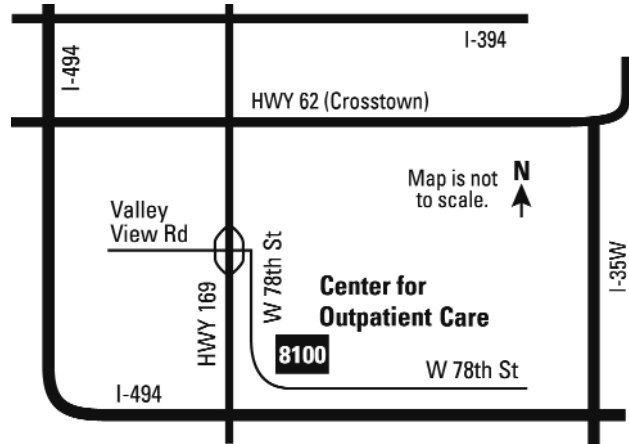 I-394
I-494
HWY 62 (Crosstown)
Map is not
to scale.
N
Valley
View Rd
W 78th St
HWY 169
I-35W
Center for
Outpatient Care
8100
W 78th St
I-494